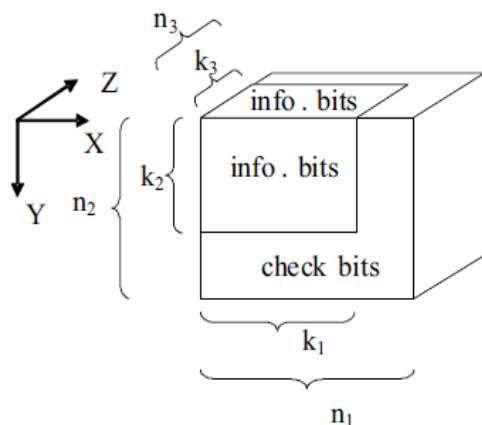 n3
k3
Z
info . bits
X
k2
info . bits
n2
Y
check bits
k1
n1